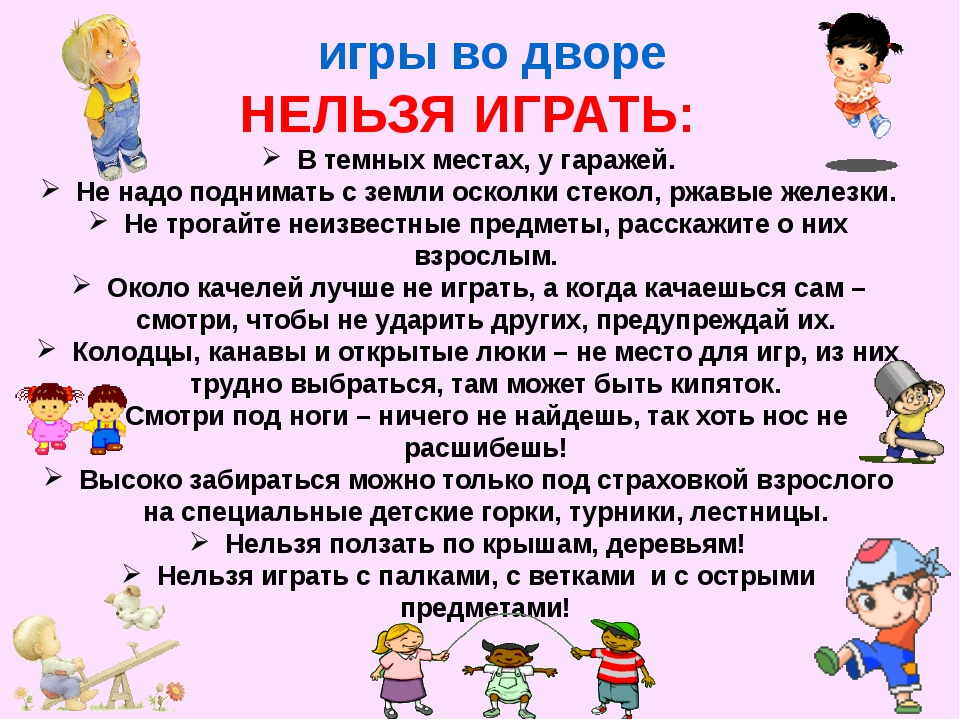 игры во дворе
НЕЛЬЗЯ ИГРАТЬ:
➢ В темных местах, у гаражей.
➢ Не надо поднимать с земли осколки стекол, ржавые железки.
➢ Не трогайте неизвестные предметы, расскажите о них
взрослым.
➢ Около качелей лучше не играть, а когда качаешься сам –
смотри, чтобы не ударить других, предупреждай их.
➢ Колодцы, канавы и открытые люки – не место для игр, из них
трудно выбраться, там может быть кипяток.
Смотри под ноги – ничего не найдешь, так хоть нос не
расшибешь!
➢ Высоко забираться можно только под страховкой взрослого
на специальные детские горки, турники, лестницы.
➢ Нельзя ползать по крышам, деревьям!
➢ Нельзя играть с палками, с ветками и с острыми
предметами!